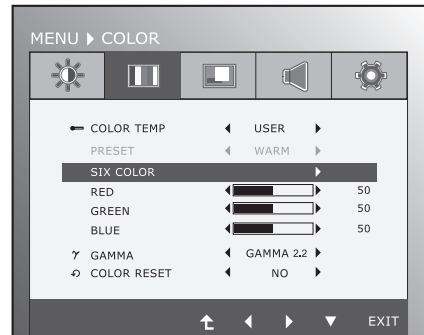 MENU ▶ COLOR
COLOR TEMP ◀ USER ▶
PRESET ◀ WARM ▶
SIX COLOR ▶
RED ◀ ▶ 50
GREEN ◀ ▶ 50
BLUE ◀ ▶ 50
γ GAMMA ◀ GAMMA 2.2 ▶
COLOR RESET ◀ NO ▶
◀ ▶ ▼ EXIT